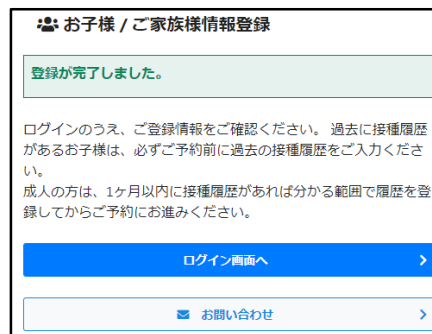 お子様 / ご家族様情報登録
登録が完了しました。
ログインのうえ、ご登録情報をご確認ください。 過去に接種履歴
があるお子様は、必ずご予約前に過去の接種履歴をご入力くださ
い。
成人の方は、1ヶ月以内に接種履歴があれば分かる範囲で履歴を登
録してからご予約にお進みください。
ログイン画面へ
お問い合わせ